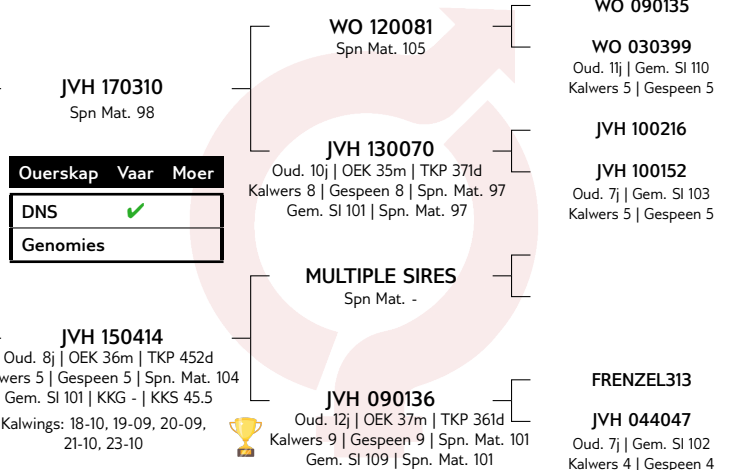 WO 090135
WO 120081
Spn Mat. 105
WO 030399
Oud. 11j | Gem. SI 110
Kalwers 5 | Gespeen 5
JVH 170310
Spn Mat. 98
JVH 100216
JVH 130070
Oud. 10j | OEK 35m | TKP 371d
Kalwers 8 | Gespeen 8 | Spn. Mat. 97
Gem. SI 101 | Spn. Mat. 97
JVH 100152
Oud. 7j | Gem. SI 103
Kalwers 5 | Gespeen 5
Ouerskap Vaar Moer
DNS ✔
Genomies
MULTIPLE SIRES
Spn Mat. -
JVH 150414
Oud. 8j | OEK 36m | TKP 452d
wers 5 | Gespeen 5 | Spn. Mat. 104
Gem. SI 101 | KKG - | KKS 45.5
Kalwings: 18-10, 19-09, 20-09,
21-10, 23-10
FRENZEL313
JVH 090136
Oud. 12j | OEK 37m | TKP 361d
Kalwers 9 | Gespeen 9 | Spn. Mat. 101
Gem. SI 109 | Spn. Mat. 101
JVH 044047
Oud. 7j | Gem. SI 102
Kalwers 4 | Gespeen 4